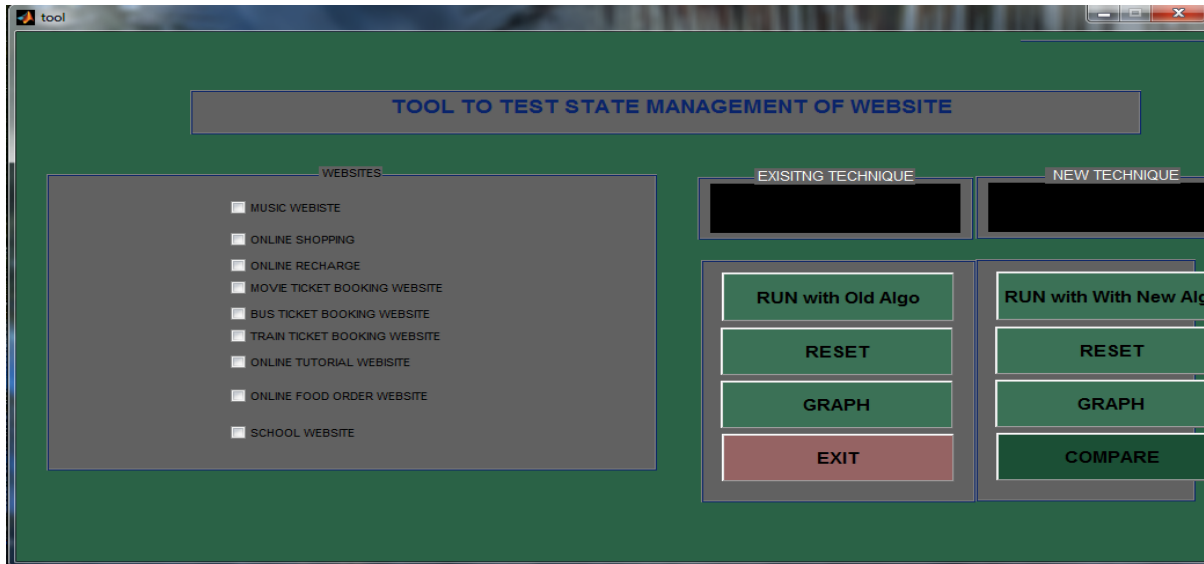 tool
TOOL TO TEST STATE MANAGEMENT OF WEBSITE
WEBSITES
MUSIC WEBISTE
ONLINE SHOPPING
ONLINE RECHARGE
MOVIE TICKET BOOKING WEBSITE
BUS TICKET BOOKING WEBSITE
TRAIN TICKET BOOKING WEBSITE
ONLINE TUTORIAL WEBISITE
ONLINE FOOD ORDER WEBSITE
SCHOOL WEBSITE
EXISITNG TECHNIQUE
RUN with Old Algo
RESET
GRAPH
EXIT
NEW TECHNIQUE
RUN with With New Alg
RESET
GRAPH
COMPARE